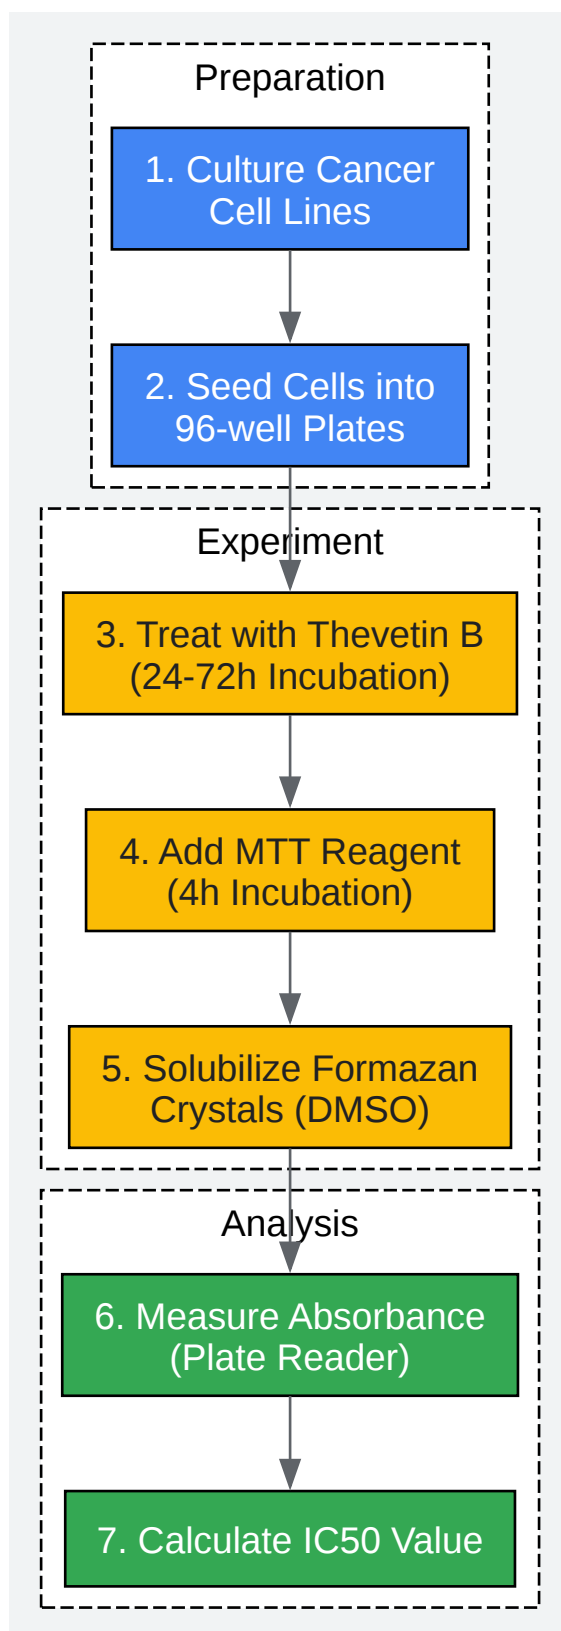 Preparation
1. Culture Cancer
Cell Lines
2. Seed Cells into
96-well Plates
Experiment
3. Treat with Thevetin B
(24-72h Incubation)
4. Add MTT Reagent
(4h Incubation)
5. Solubilize Formazan
Crystals (DMSO)
Analysis
6. Measure Absorbance
(Plate Reader)
7. Calculate IC50 Value